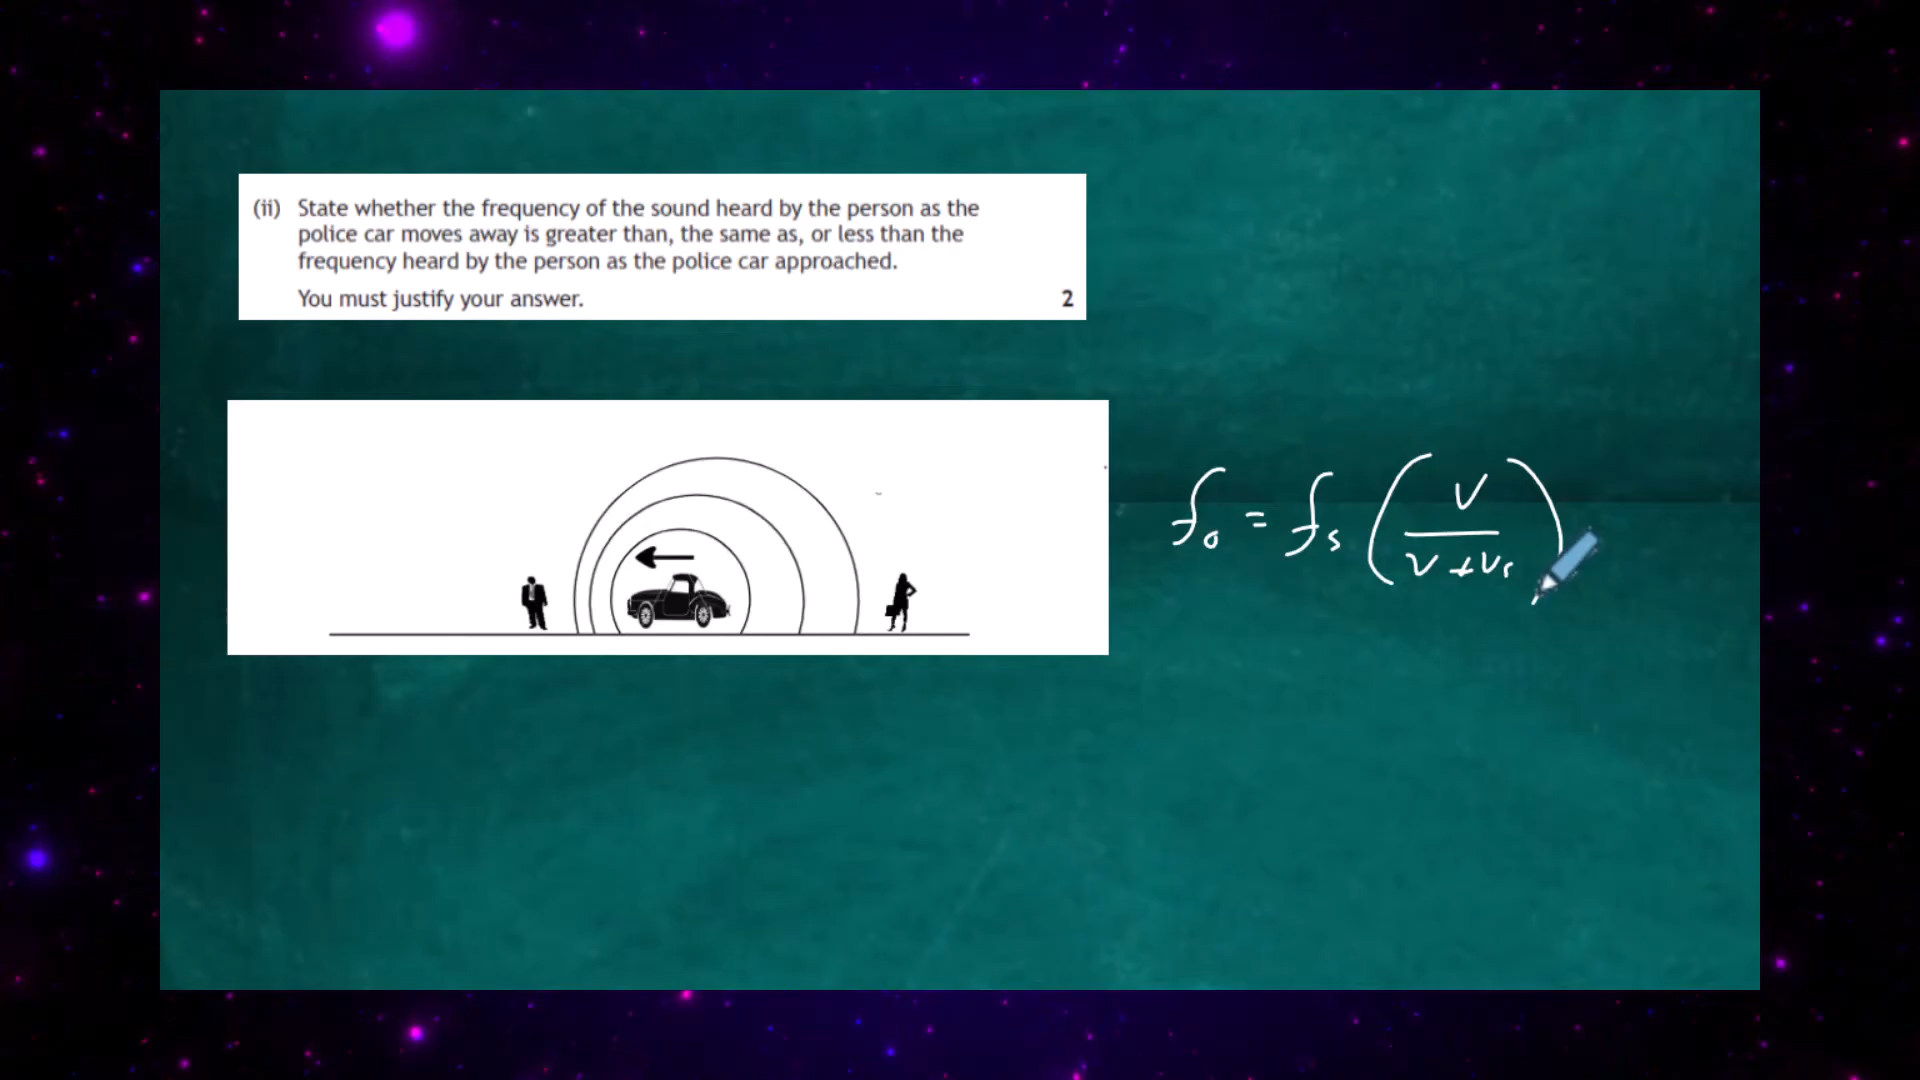 (ii) State whether the frequency of the sound heard by the person as the
police car moves away is greater than, the same as, or less than the
frequency heard by the person as the police car approached.
You must justify your answer. 2
fo = fs (v / v + vs)